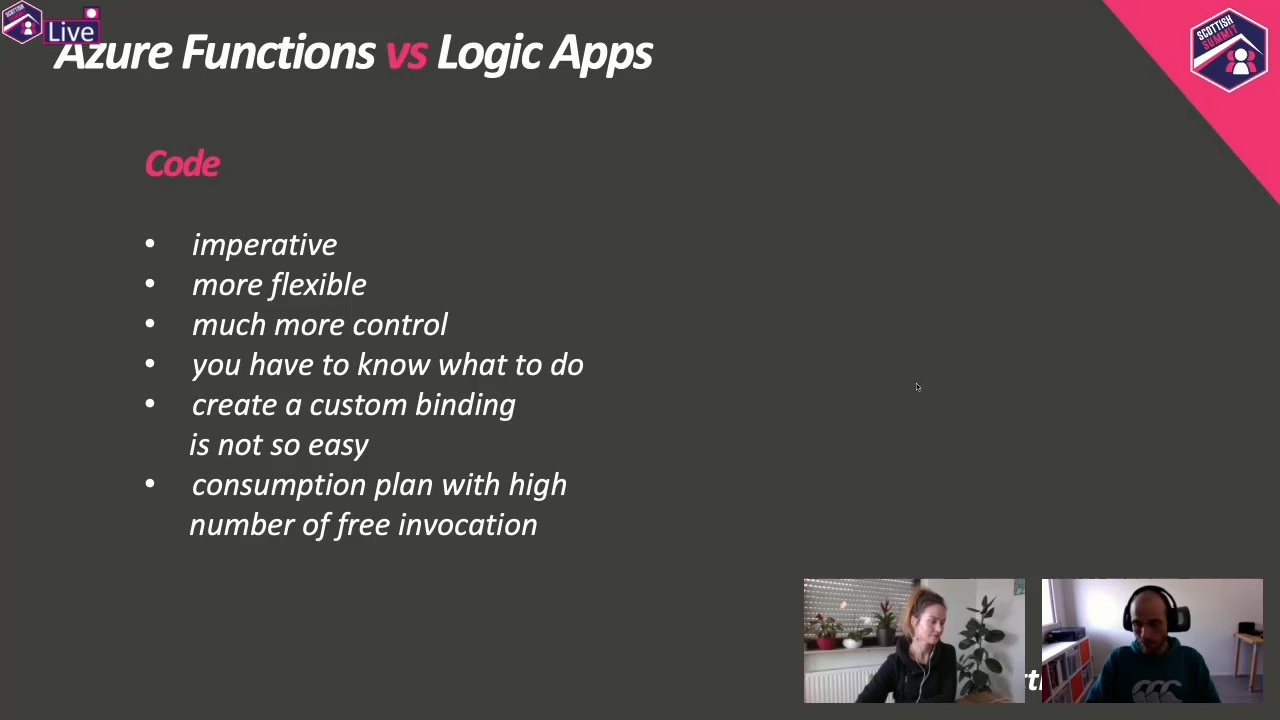 SCOTTISH
Live
Azure Functions vs Logic Apps
SCOTTISH
SUMMIT
Code
• imperative
• more flexible
• much more control
• you have to know what to do
• create a custom binding
is not so easy
• consumption plan with high
number of free invocation